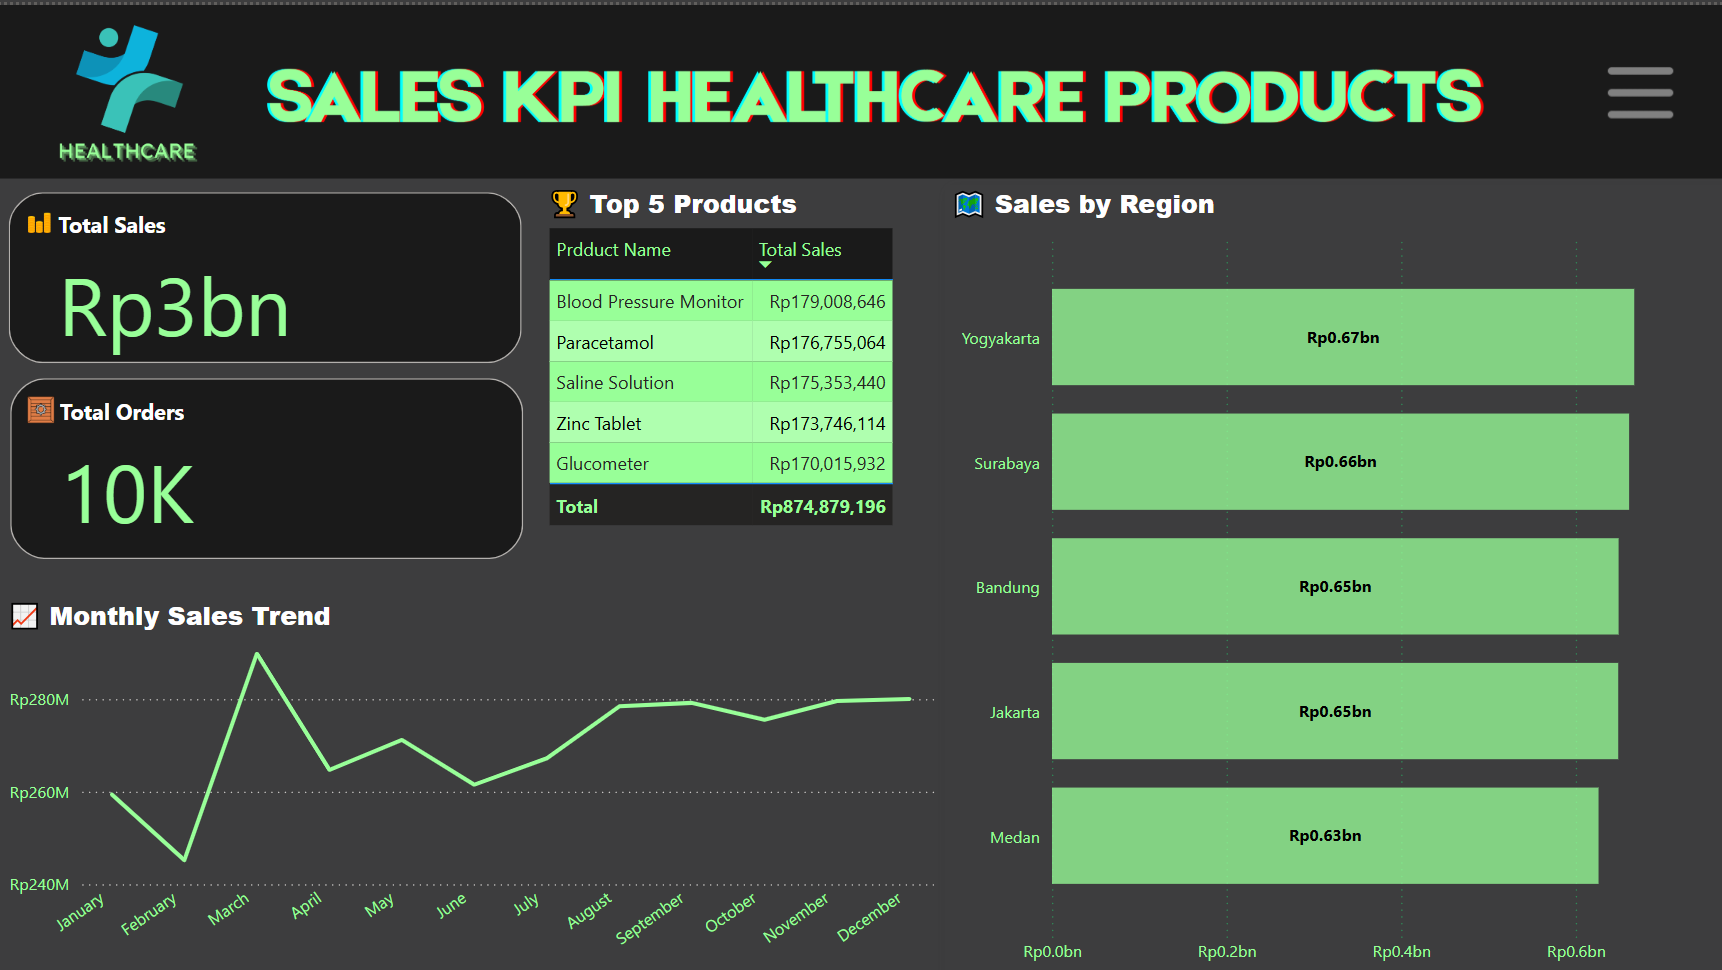 HEALTHCARE
SALES KPI HEALTHCARE PRODUCTS
Total Sales
Rp3bn
Total Orders
10K
Top 5 Products
Prdduct Name Total Sales
Blood Pressure Monitor Rp179,008,646
Paracetamol Rp176,755,064
Saline Solution Rp175,353,440
Zinc Tablet Rp173,746,114
Glucometer Rp170,015,932
Total Rp874,879,196
Sales by Region
Yogyakarta Rp0.67bn
Surabaya Rp0.66bn
Bandung Rp0.65bn
Jakarta Rp0.65bn
Medan Rp0.63bn
Rp0.0bn Rp0.2bn Rp0.4bn Rp0.6bn
Monthly Sales Trend
Rp280M
Rp260M
Rp240M
January February March April May June July August September October November December